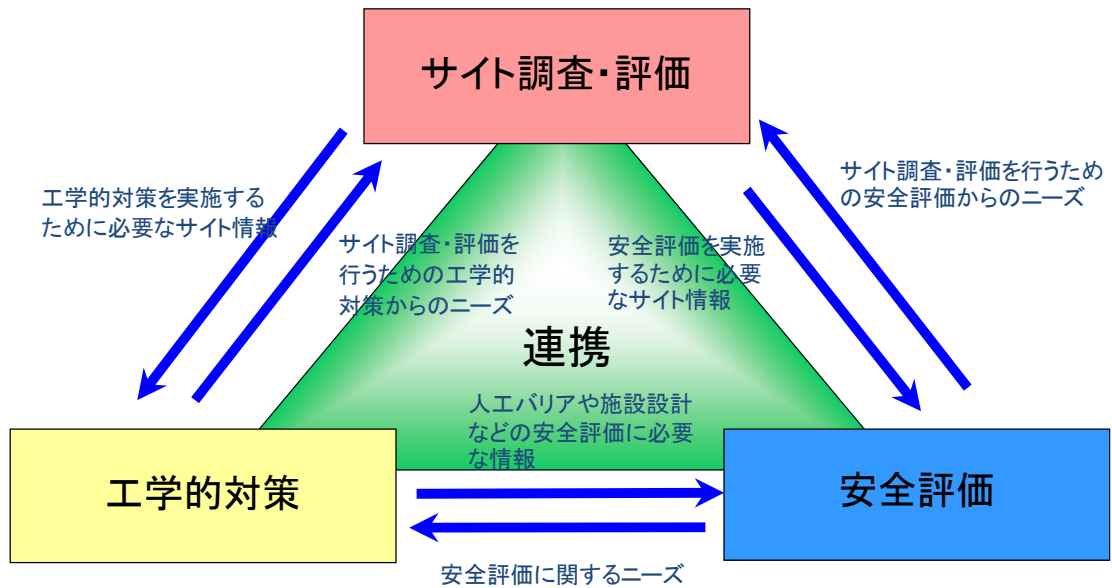 サイト調査・評価
工学的対策を実施する
ために必要なサイト情報
サイト調査・評価を行うため
の安全評価からのニーズ
サイト調査・評価を
行うための工学的
対策からのニーズ
安全評価を実施
するために必要
なサイト情報
連携
人工バリアや施設設計
などの安全評価に必要
な情報
工学的対策
安全評価
安全評価に関するニーズ